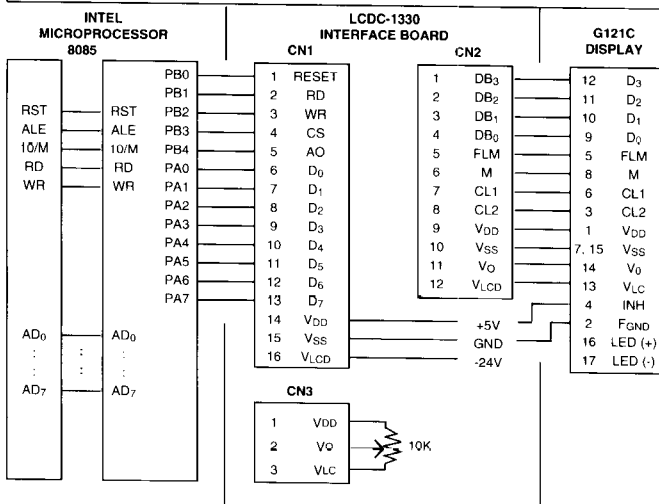 INTEL
MICROPROCESSOR
8085
RST RST
ALE ALE
10/M 10/M
RD RD
WR WR
AD0 AD0
: : :
: : :
AD7 AD7
PB0
PB1
PB2
PB3
PB4
PA0
PA1
PA2
PA3
PA4
PA5
PA6
PA7
LCDC-1330
INTERFACE BOARD
CN1
1 RESET
2 RD
3 WR
4 CS
5 AO
6 D0
7 D1
8 D2
9 D3
10 D4
11 D5
12 D6
13 D7
14 VDD
15 VSS
16 VLCD
+5V
GND
-24V
CN2
1 DB3
2 DB2
3 DB1
4 DB0
5 FLM
6 M
7 CL1
8 CL2
9 VDD
10 VSS
11 VO
12 VLCD
CN3
1 VDD
2 VO
3 VLC
10K
G121C
DISPLAY
12 D3
11 D2
10 D1
9 D0
5 FLM
8 M
6 CL1
3 CL2
1 VDD
7, 15 VSS
14 V0
13 VLC
4 INH
2 FGND
16 LED (+)
17 LED (-)